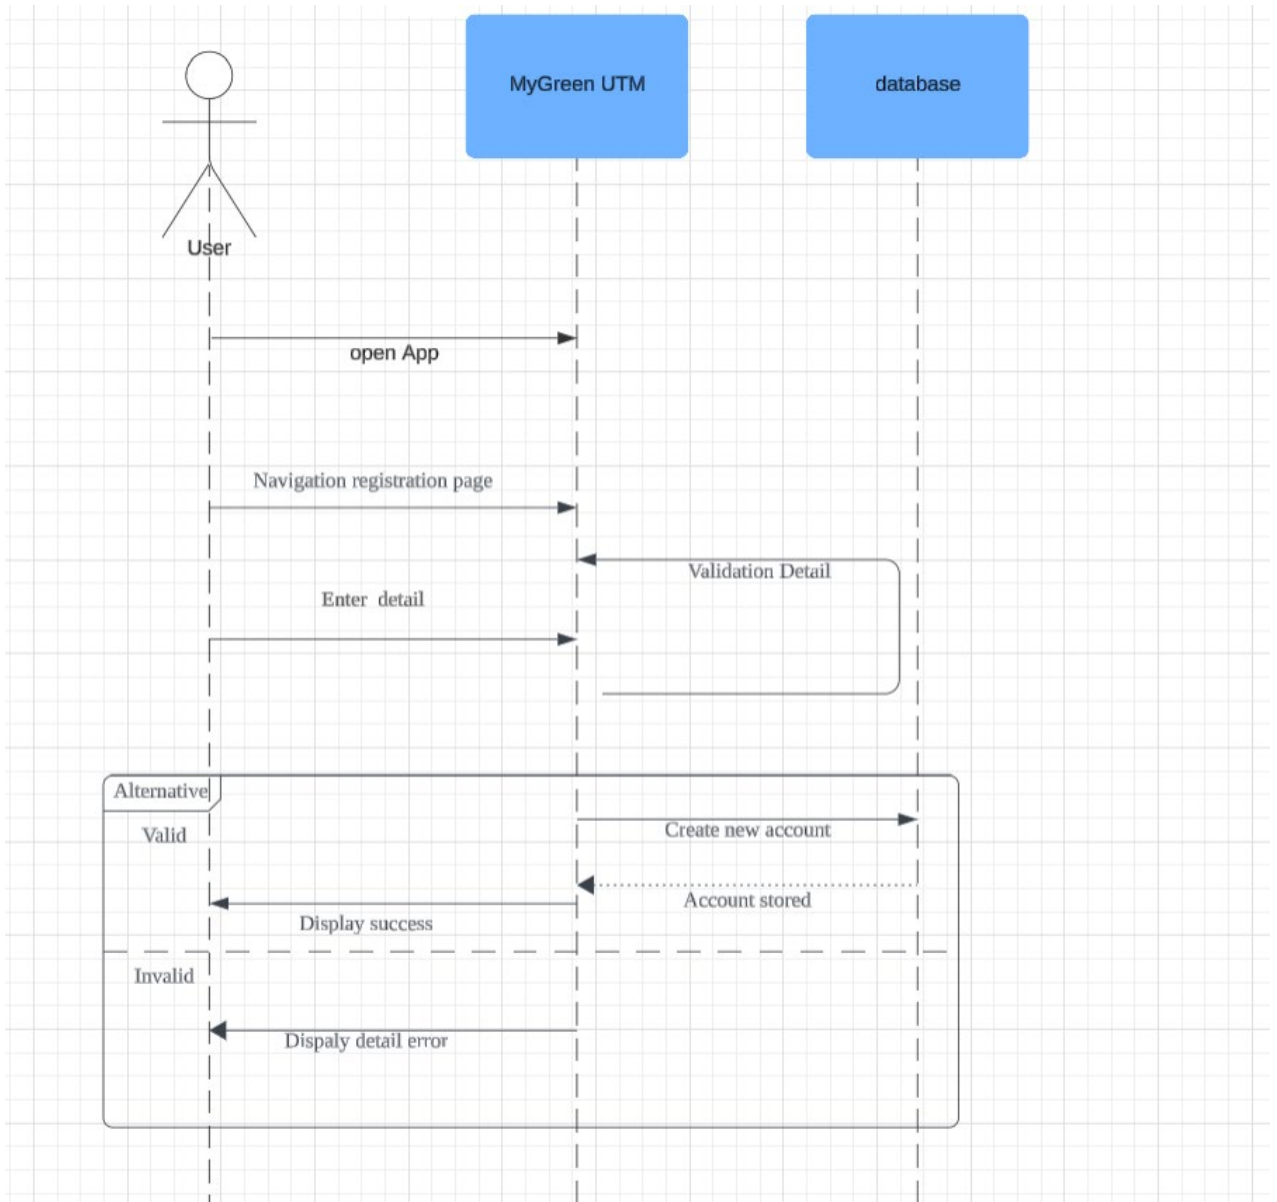 MyGreen UTM
database
User
open App
Navigation registration page
Validation Detail
Enter detail
Alternative
Valid
Create new account
Account stored
Display success
Invalid
Dispaly detail error